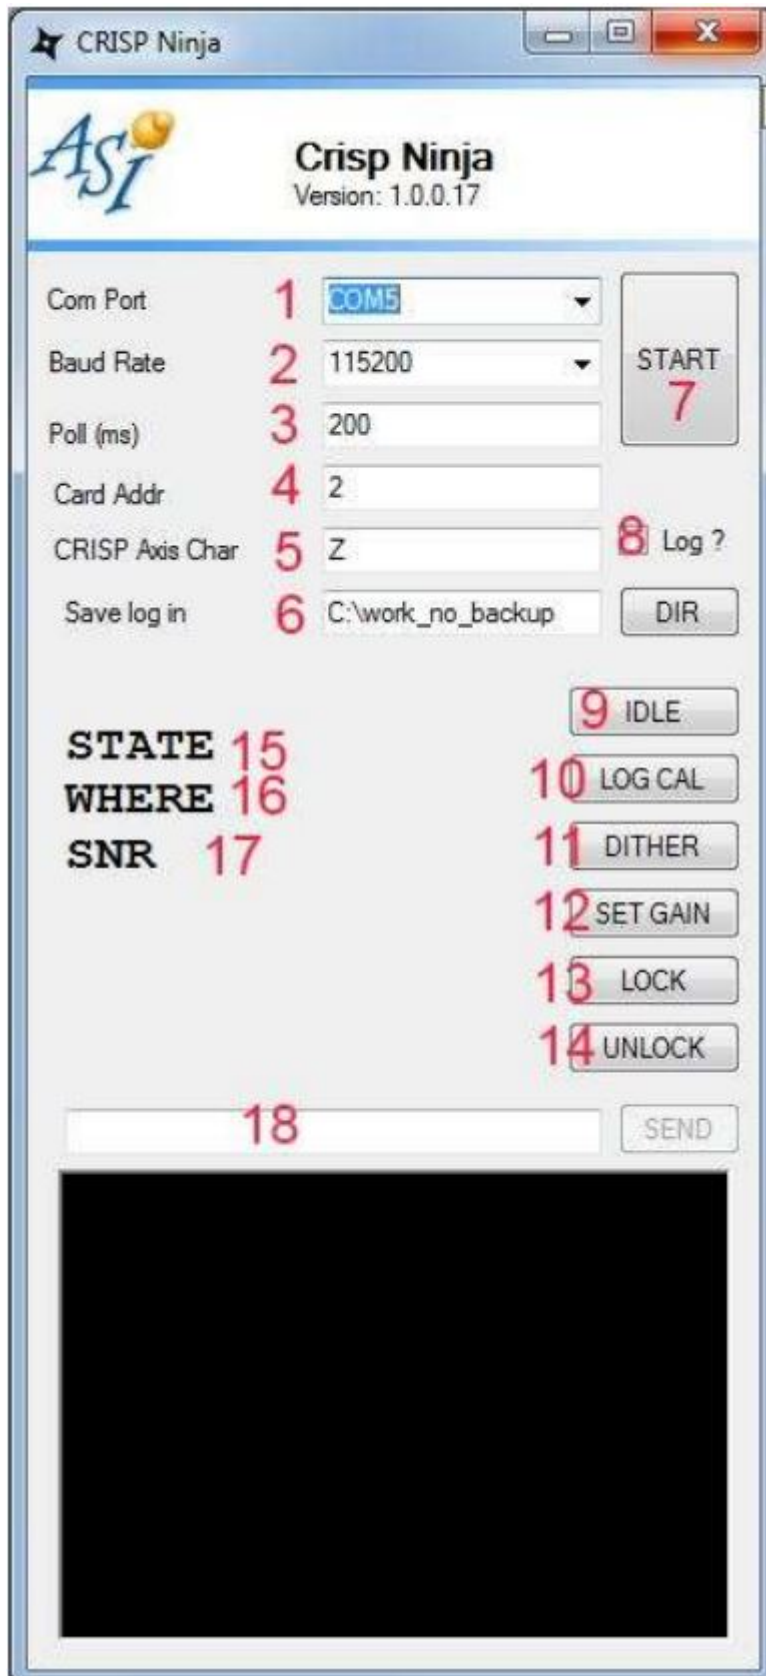 CRISP Ninja
ASI
Crisp Ninja
Version: 1.0.0.17
Com Port 1 COM5
START
Baud Rate 2 115200
7
Poll (ms) 3 200
Card Addr 4 2
CRISP Axis Char 5 Z 8 Log ?
Save log in 6 C:\work_no_backup DIR
9 IDLE
STATE 15
10 LOG CAL
WHERE 16
SNR 17
11 DITHER
12 SET GAIN
13 LOCK
14 UNLOCK
18 SEND